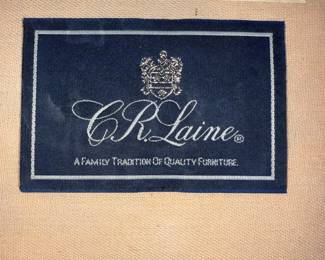 C.R. Laine®
A Family Tradition Of Quality Furniture.